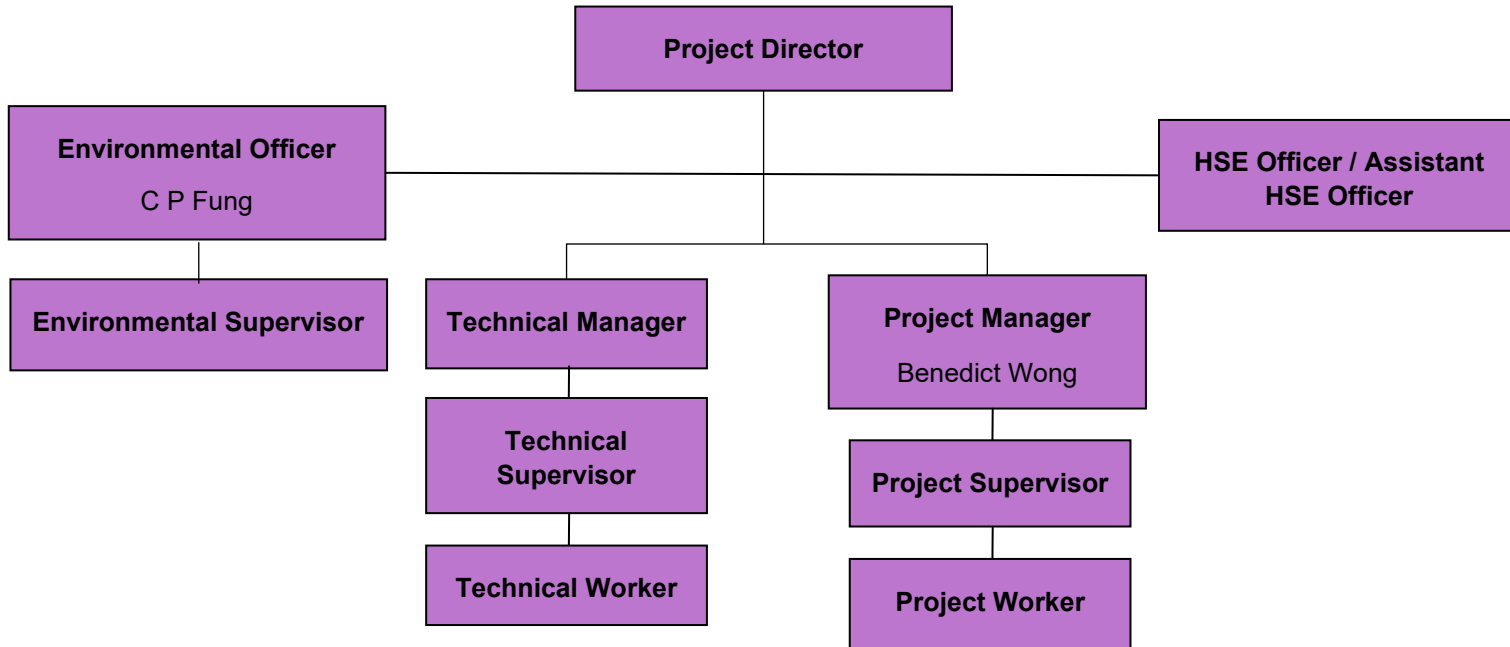 Project Director
Environmental Officer
C P Fung
HSE Officer / Assistant
HSE Officer
Environmental Supervisor
Technical Manager
Project Manager
Benedict Wong
Technical
Supervisor
Project Supervisor
Technical Worker
Project Worker